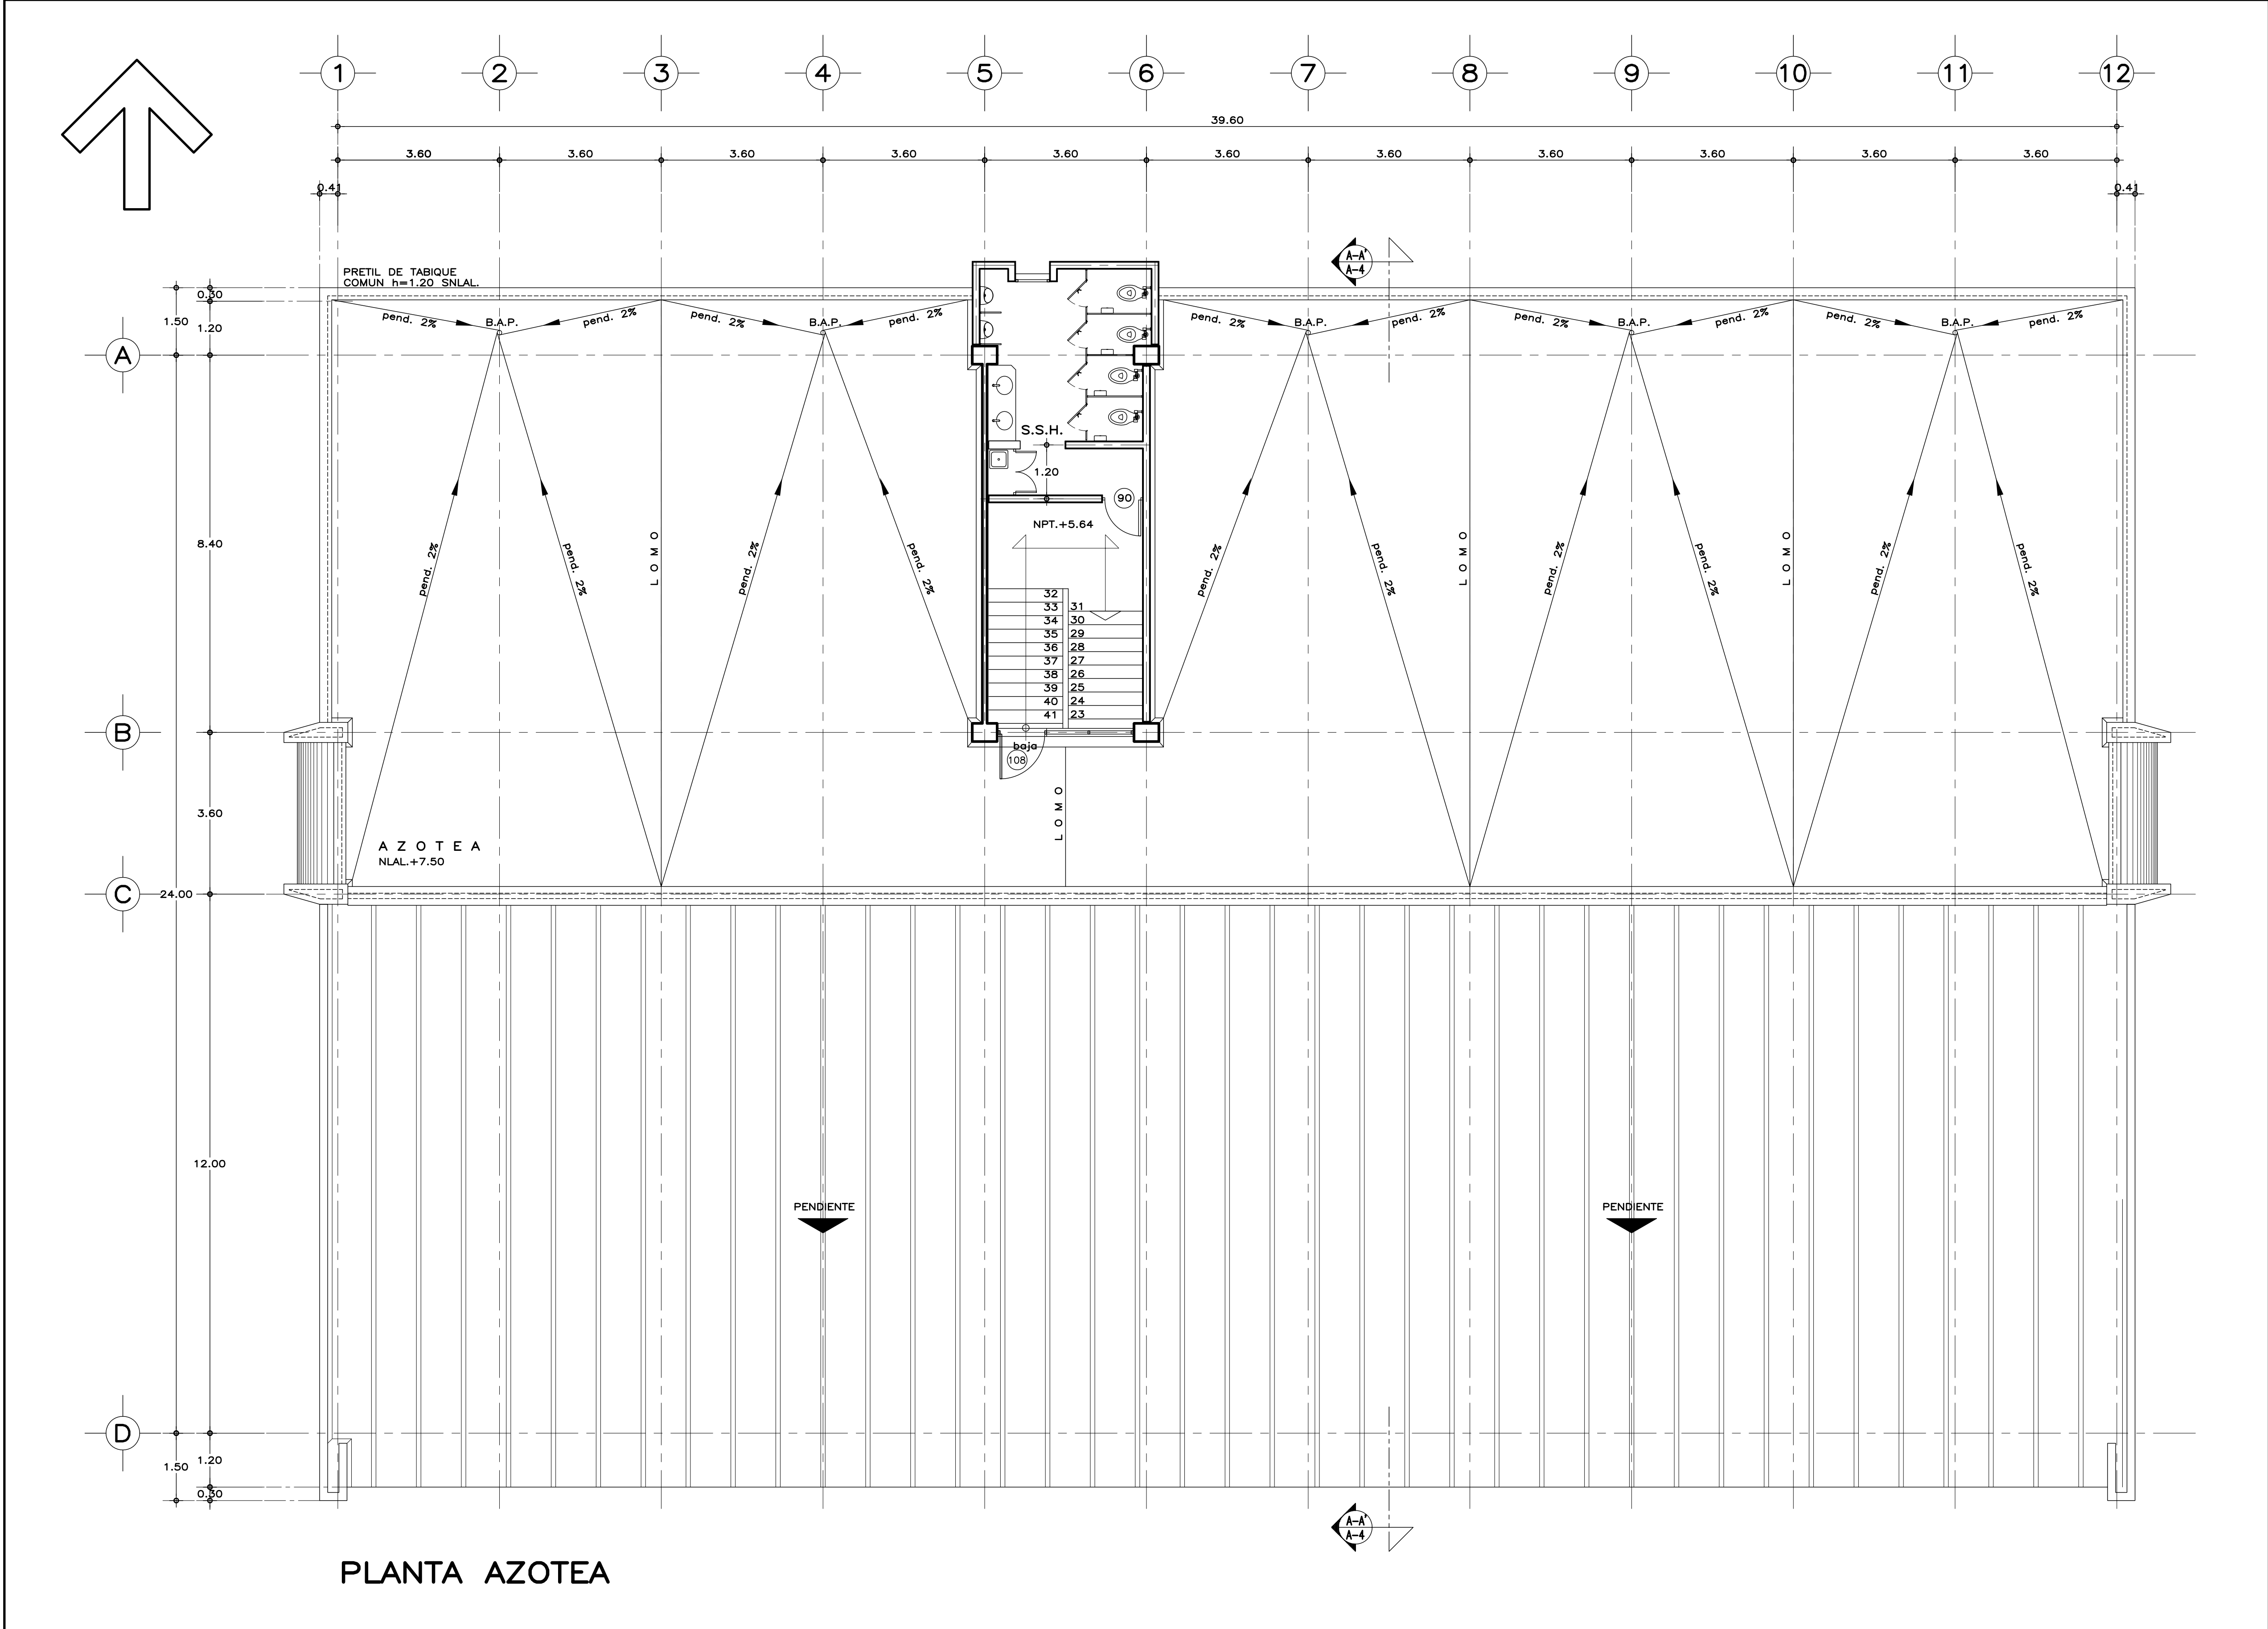 1 2 3 4 5 6 7 8 9 10 11 12
39.60
3.60 3.60 3.60 3.60 3.60 3.60 3.60 3.60 3.60 3.60 3.60
0.41 0.41
A-A'
A-4
PRETIL DE TABIQUE
COMUN h=1.20 SNLAL.
0.30
1.50 1.20
pend. 2% B.A.P. pend. 2% pend. 2% B.A.P. pend. 2% pend. 2% B.A.P. pend. 2% pend. 2% B.A.P. pend. 2% pend. 2% B.A.P. pend. 2%
A
S.S.H.
1.20
90
NPT.+5.64
8.40
pend. 2% pend. 2% LOMO pend. 2% pend. 2% pend. 2% pend. 2% LOMO pend. 2% pend. 2% LOMO pend. 2% pend. 2%
32
33 31
34 30
35 29
36 28
37 27
38 26
39 25
40 24
41 23
B
baja
108
3.60
LOMO
A Z O T E A
NLAL.+7.50
C 24.00
12.00
PENDIENTE PENDIENTE
D
1.50 1.20
0.30
A-A'
A-4
PLANTA AZOTEA